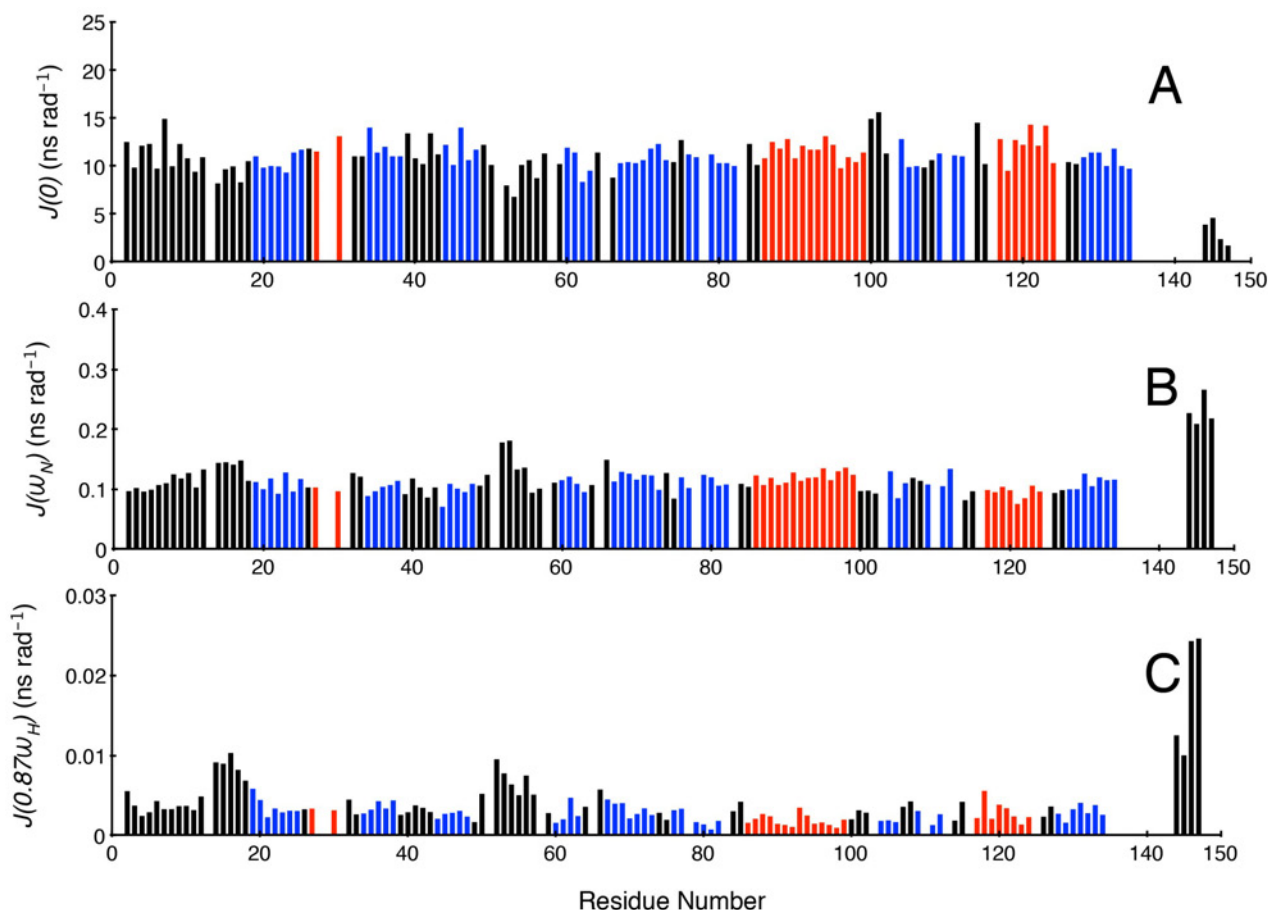 25
20
15
10
5
0
J(0) (ns rad⁻¹)
A
0 20 40 60 80 100 120 140 150
0.4
0.3
0.2
0.1
0
J(ω_N) (ns rad⁻¹)
B
0 20 40 60 80 100 120 140 150
0.03
0.02
0.01
0
J(0.87ω_H) (ns rad⁻¹)
C
0 20 40 60 80 100 120 140 150
Residue Number